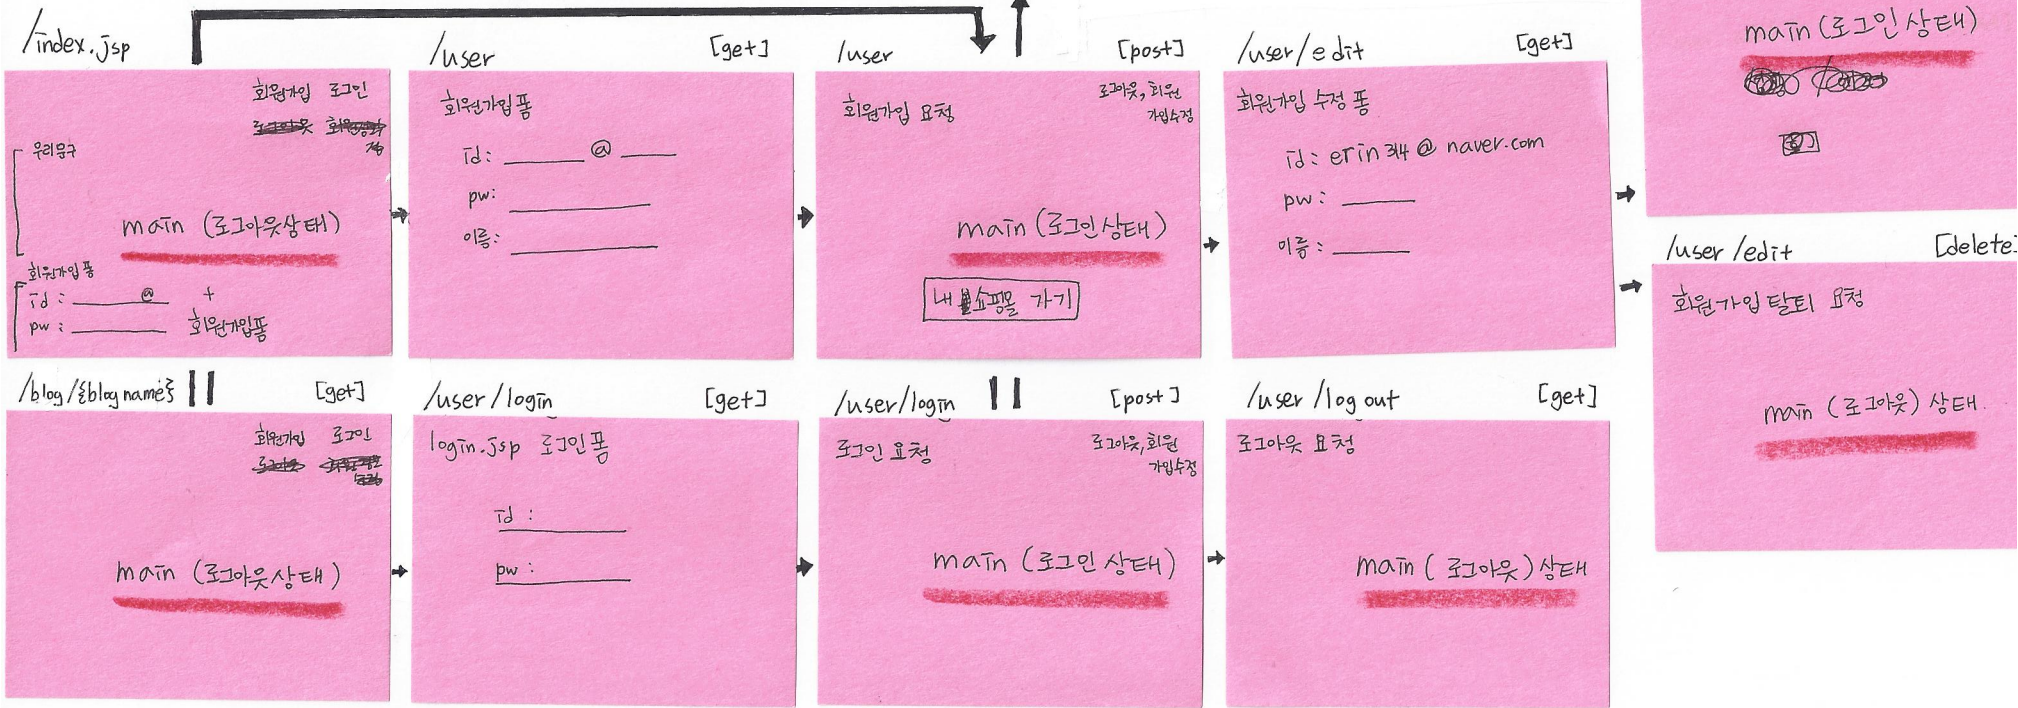 /index.jsp
회원가입 로그인
우리문구
main (로그아웃상태)
회원가입폼
id : @ +
pw : 회원가입폼
/user [get]
회원가입폼
id : @
pw:
이름:
/user [post]
회원가입 요청
로그아웃, 회원
가입수정
main (로그인상태)
내 쇼핑몰 가기
/user/edit [get]
회원가입 수정 폼
id : erin314@naver.com
pw :
이름 :
main (로그인상태)
/user/edit [delete]
회원가입탈퇴 요청
main (로그아웃) 상태
/blog/{blogname} [get]
회원가입 로그인
main (로그아웃상태)
/user/login [get]
login.jsp 로그인폼
id :
pw :
/user/login [post]
로그인 요청
로그아웃, 회원
가입수정
main (로그인 상태)
/user/logout [get]
로그아웃 요청
main ( 로그아웃) 상태